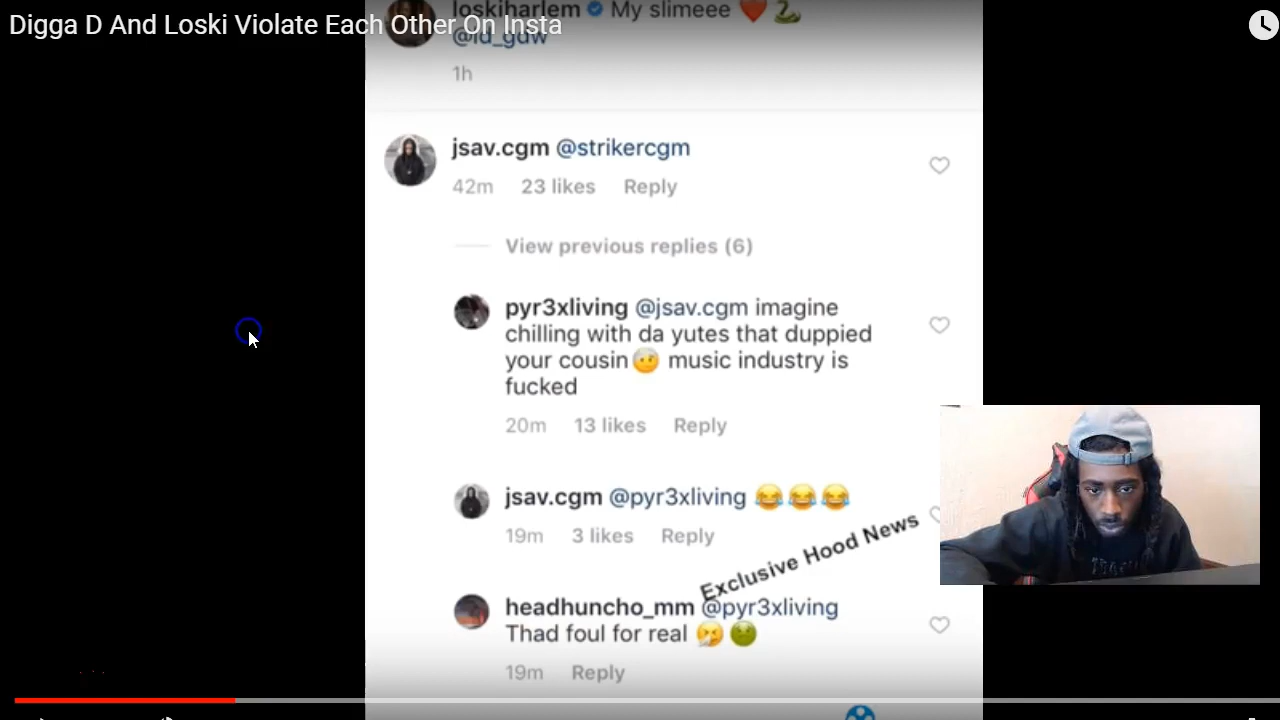 Digga D And Loski Violate Each Other On Insta
loskiharlem My slimeee ❤️ 🐍
@ld_gdw
1h
jsav.cgm @strikercgm
42m 23 likes Reply
View previous replies (6)
pyr3xliving @jsav.cgm imagine
chilling with da yutes that duppied
your cousin🤕 music industry is
fucked
20m 13 likes Reply
jsav.cgm @pyr3xliving 😂😂😂
19m 3 likes Reply
Exclusive Hood News
headhuncho_mm @pyr3xliving
Thad foul for real 🤧🤢
19m Reply